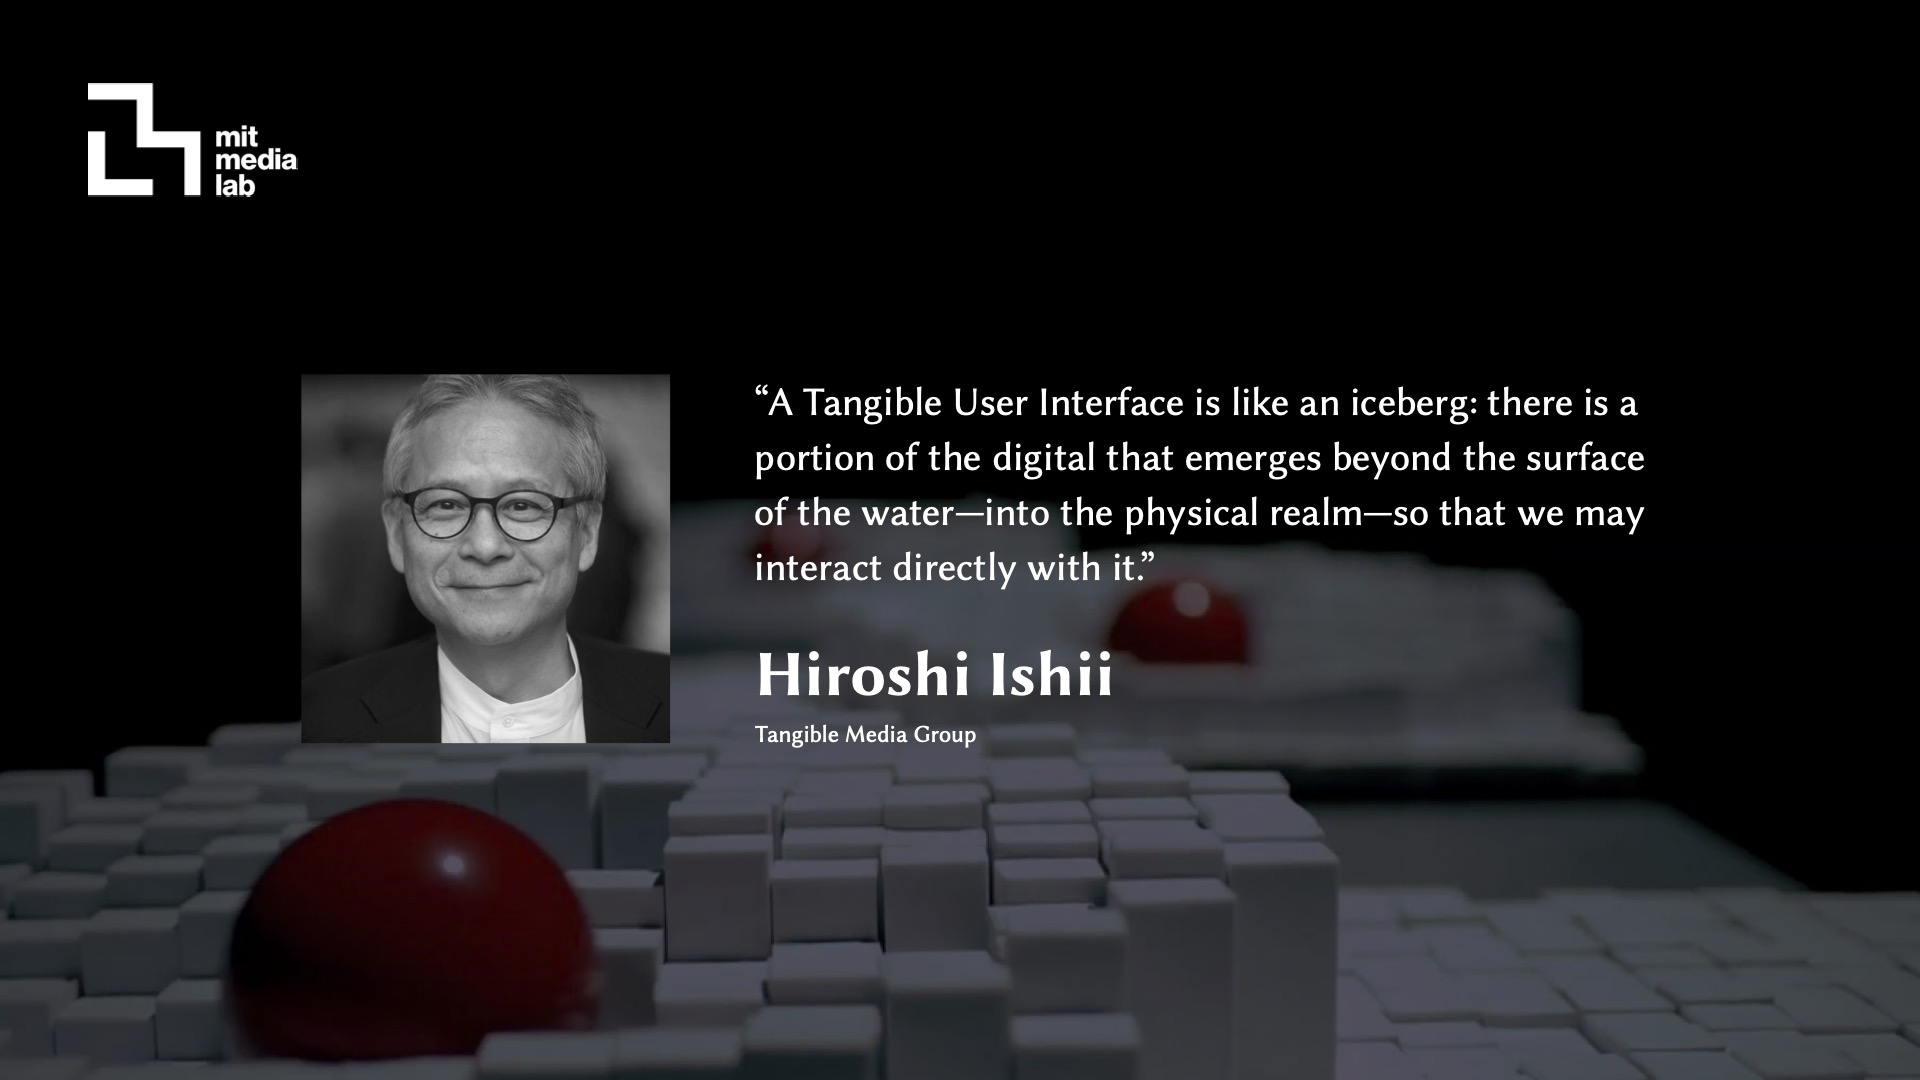 mit
media
lab
“A Tangible User Interface is like an iceberg: there is a
portion of the digital that emerges beyond the surface
of the water—into the physical realm—so that we may
interact directly with it.”
Hiroshi Ishii
Tangible Media Group